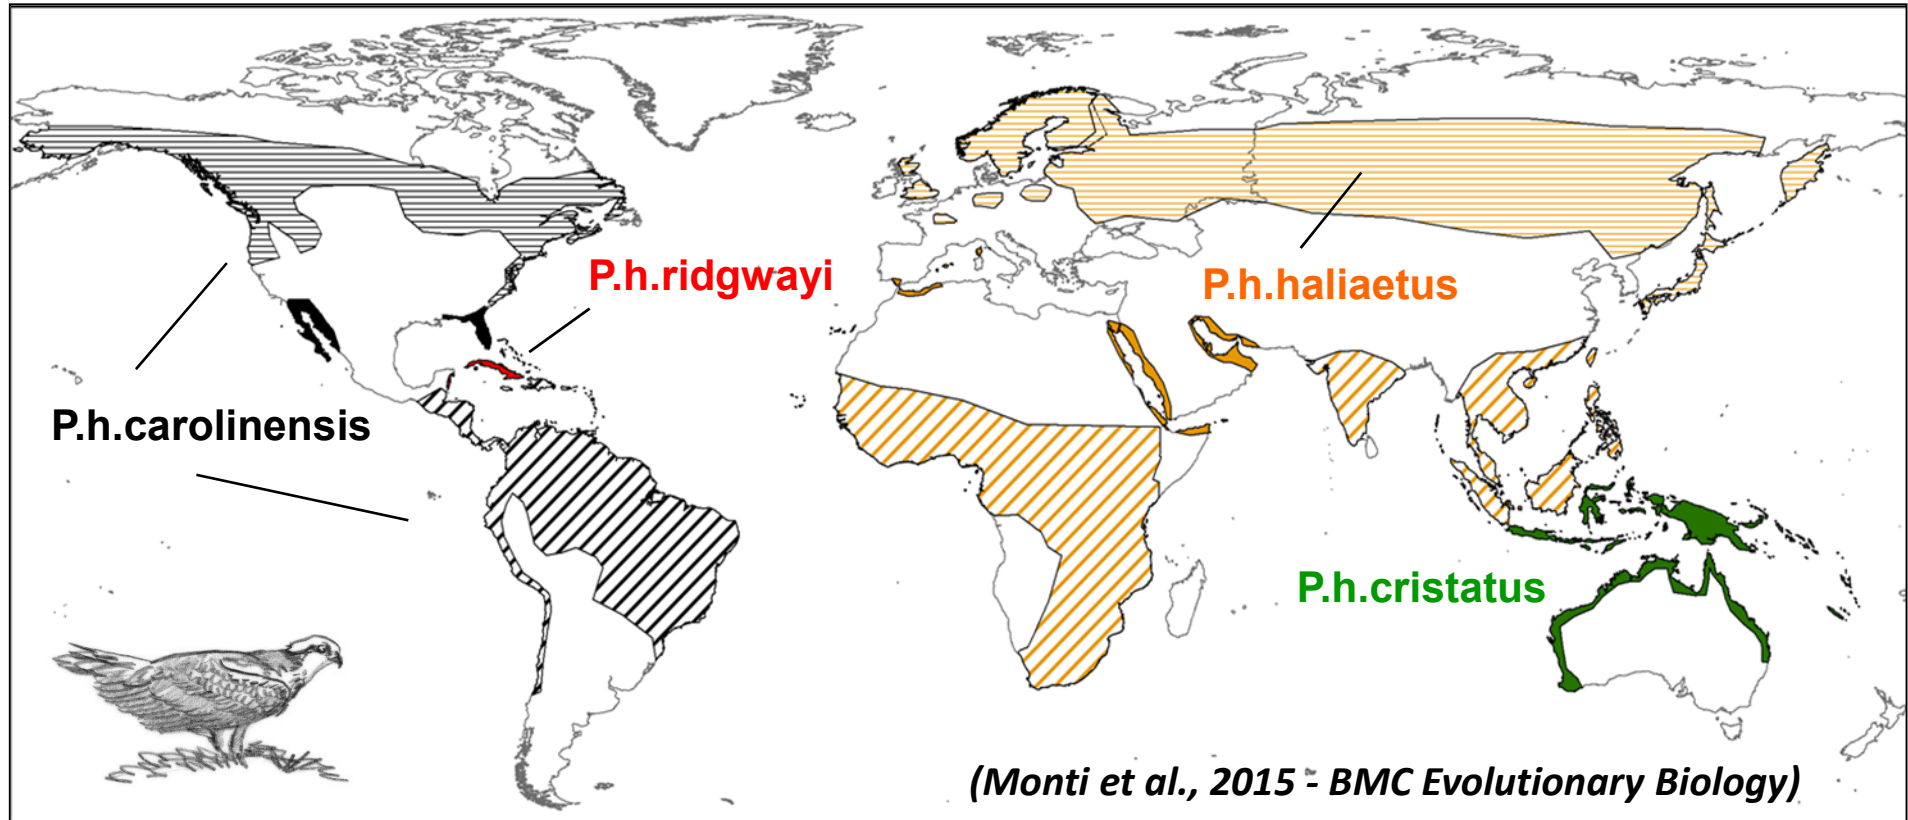 P.h.ridgwayi
P.h.haliaetus
P.h.carolinensis
P.h.cristatus
(Monti et al., 2015 - BMC Evolutionary Biology)